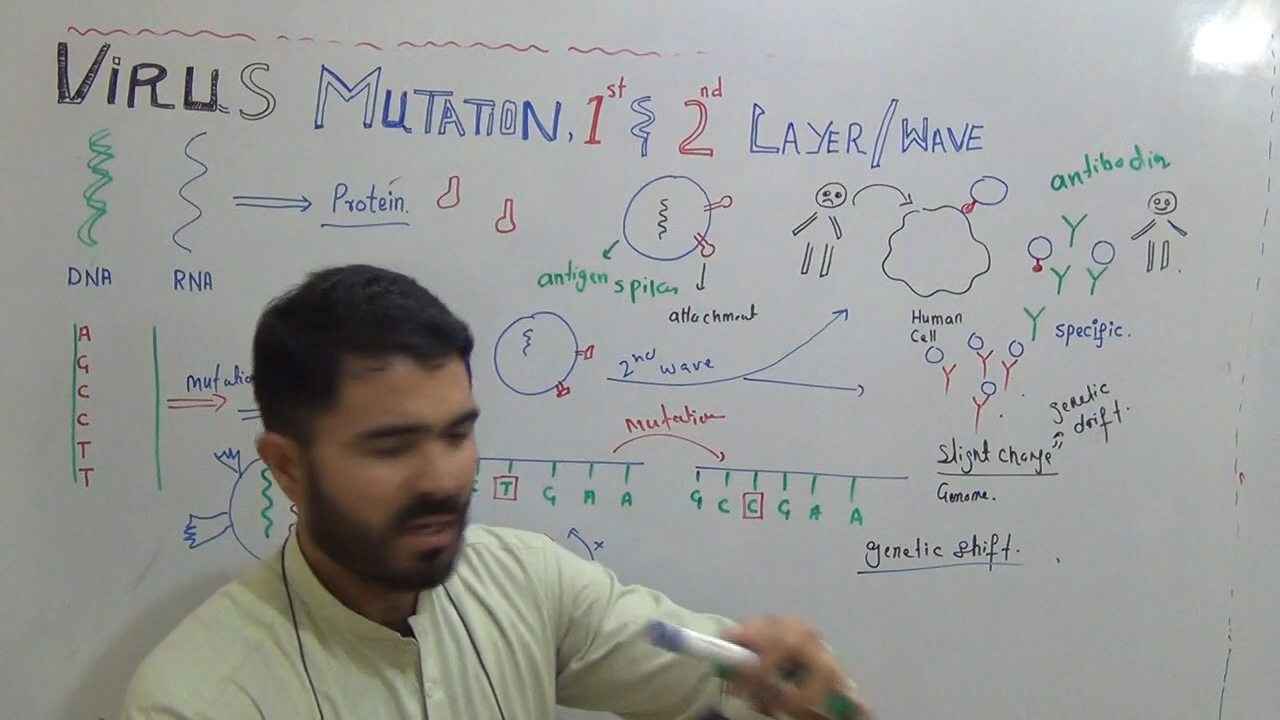 VIRUS MUTATION, 1st & 2nd LAYER/WAVE
DNA
RNA
Protein.
antigen spikes
attachment
Human
Cell
specific.
A
G
C
C
T
T
mutatio
2nd wave
mutation
T G A A
G C C G A A
Slight change
Genome.
genetic
drift.
genetic shift.
x